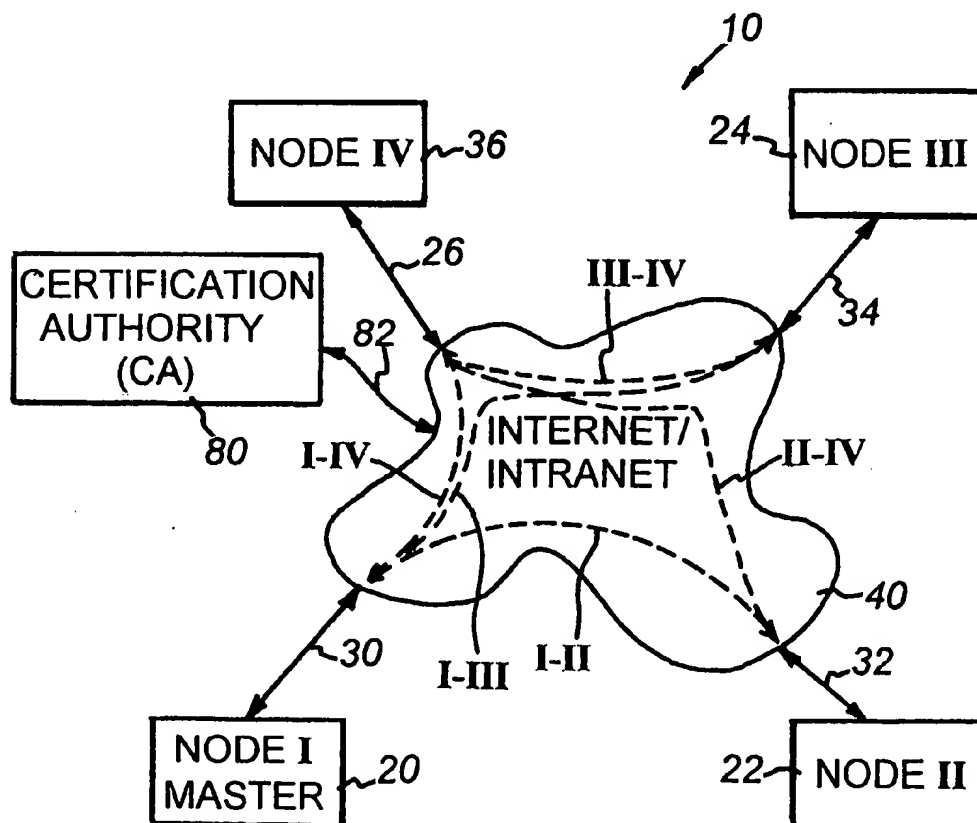 10
NODE IV
36
24
NODE III
26
III-IV
34
CERTIFICATION
AUTHORITY
(CA)
82
80
I-IV
INTERNET/
INTRANET
II-IV
40
30
I-III
I-II
32
NODE I
MASTER
20
22
NODE II